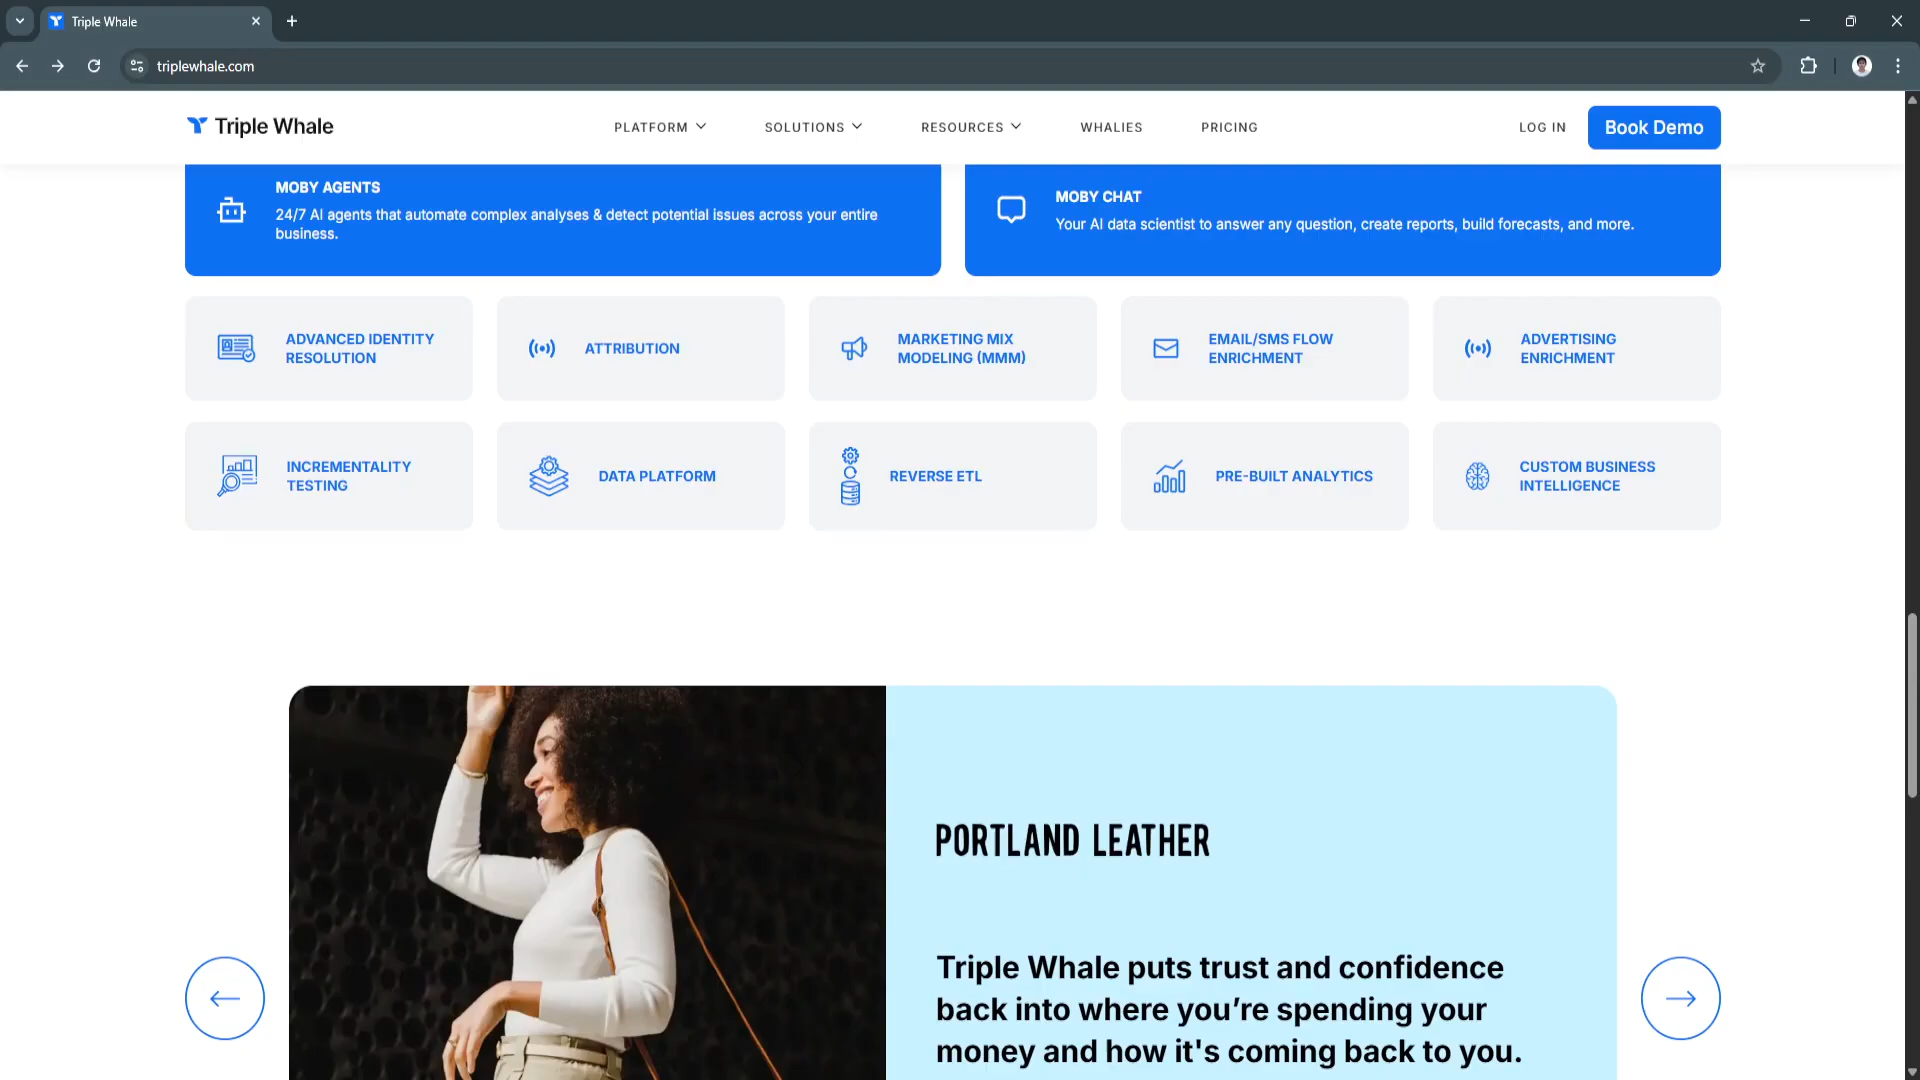 Triple Whale
triplewhale.com
Triple Whale
PLATFORM
SOLUTIONS
RESOURCES
WHALIES
PRICING
LOG IN
Book Demo
MOBY AGENTS
24/7 AI agents that automate complex analyses & detect potential issues across your entire
business.
MOBY CHAT
Your AI data scientist to answer any question, create reports, build forecasts, and more.
ADVANCED IDENTITY
RESOLUTION
ATTRIBUTION
MARKETING MIX
MODELING (MMM)
EMAIL/SMS FLOW
ENRICHMENT
ADVERTISING
ENRICHMENT
INCREMENTALITY
TESTING
DATA PLATFORM
REVERSE ETL
PRE-BUILT ANALYTICS
CUSTOM BUSINESS
INTELLIGENCE
PORTLAND LEATHER
Triple Whale puts trust and confidence
back into where you’re spending your
money and how it's coming back to you.